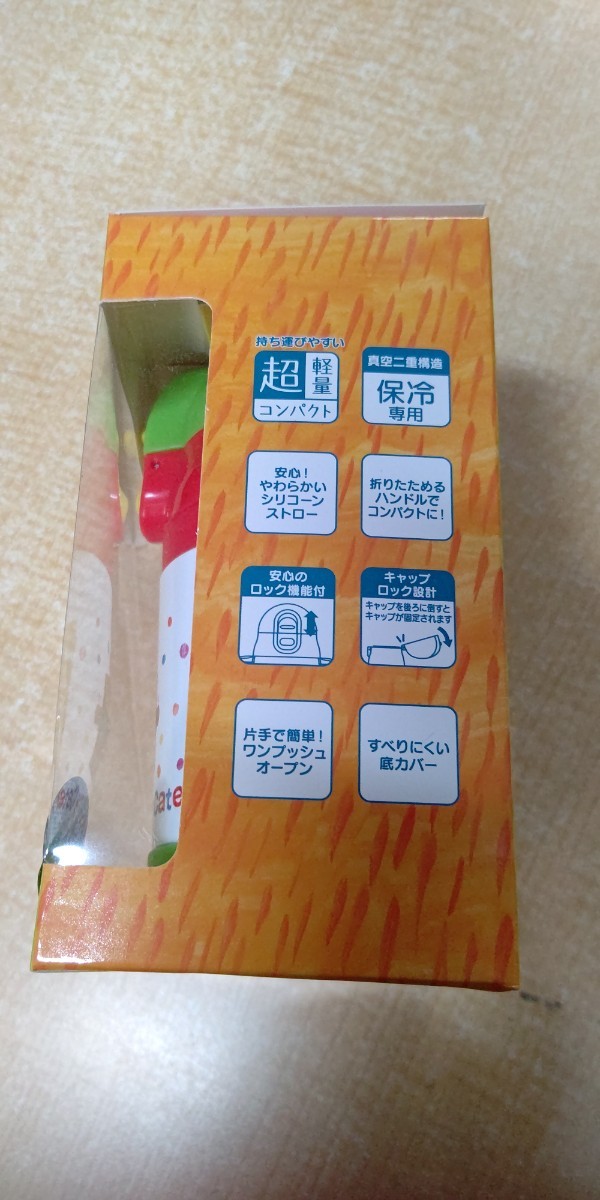 持ち運びやすい
超軽量
コンパクト
真空二重構造
保冷
専用
安心!
やわらかい
シリコーン
ストロー
折りたためる
ハンドルで
コンパクトに!
安心の
ロック機能付
キャップ
ロック設計
キャップを後ろに倒すと
キャップが固定されます
片手で簡単!
ワンプッシュ
オープン
すべりにくい
底カバー
cate